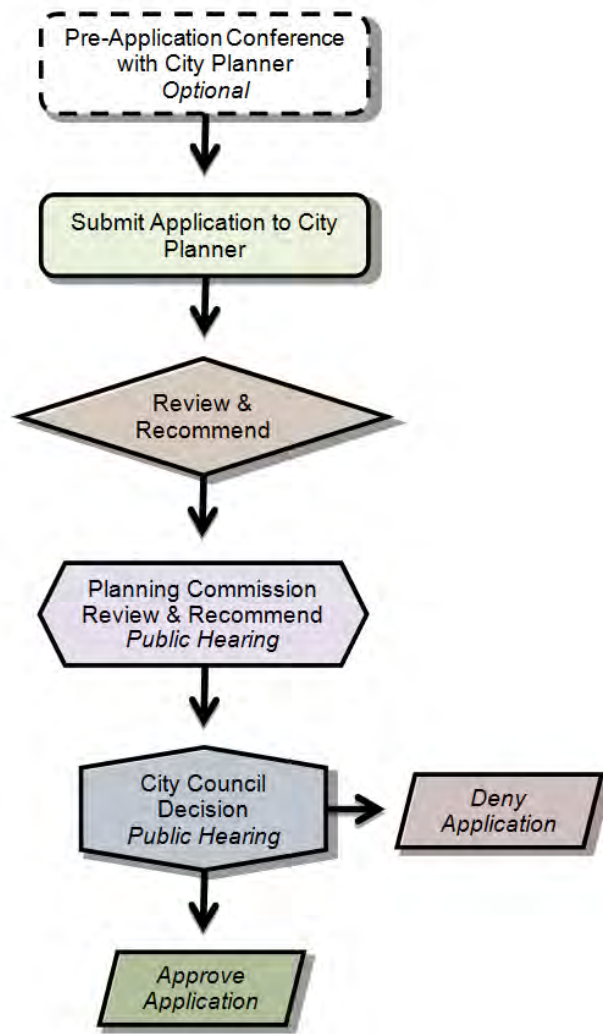 Pre-Application Conference
with City Planner
Optional
Submit Application to City
Planner
Review &
Recommend
Planning Commission
Review & Recommend
Public Hearing
City Council
Decision
Public Hearing
Deny
Application
Approve
Application